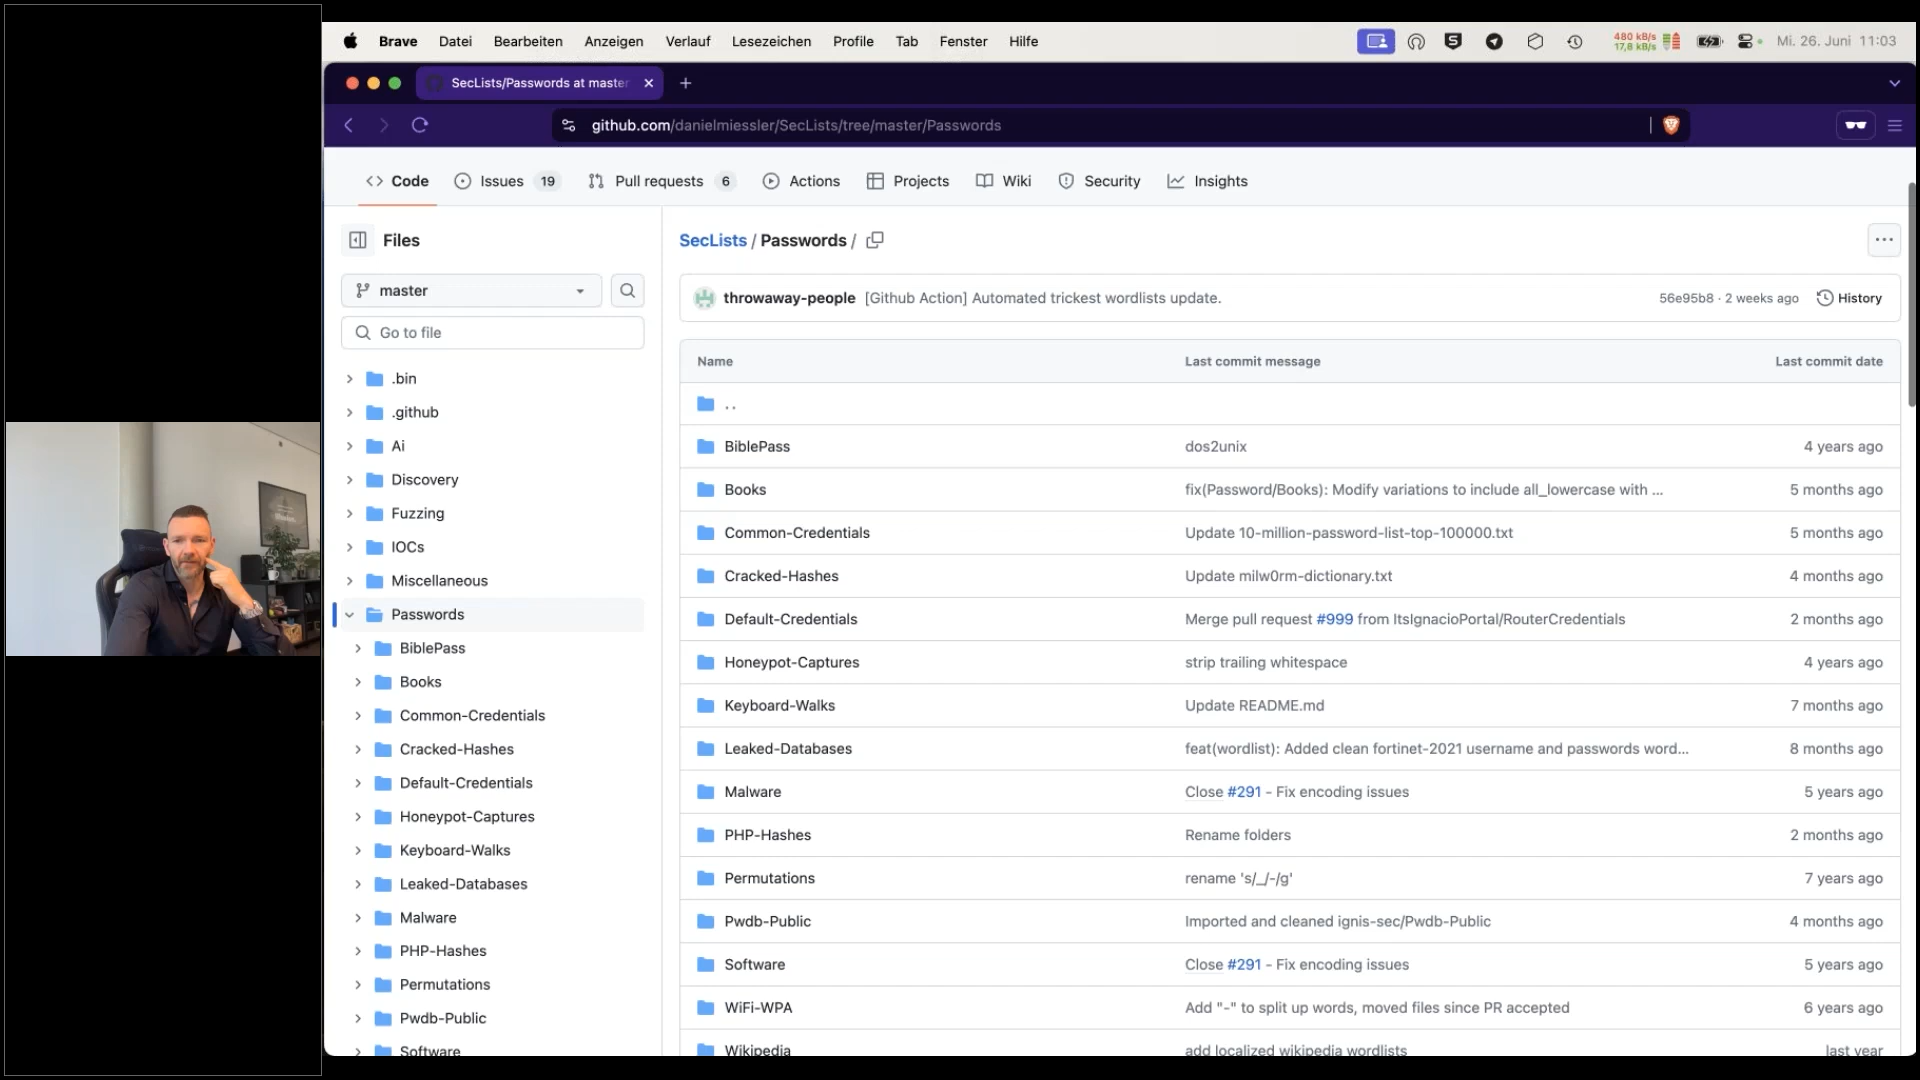 Brave Datei Bearbeiten Anzeigen Verlauf Lesezeichen Profile Tab Fenster Hilfe 480 kB/s 17,8 kB/s Mi. 26. Juni 11:03
SecLists/Passwords at master
github.com/danielmiessler/SecLists/tree/master/Passwords
Code Issues 19 Pull requests 6 Actions Projects Wiki Security Insights
Files
master
Go to file
.bin
.github
Ai
Discovery
Fuzzing
IOCs
Miscellaneous
Passwords
BiblePass
Books
Common-Credentials
Cracked-Hashes
Default-Credentials
Honeypot-Captures
Keyboard-Walks
Leaked-Databases
Malware
PHP-Hashes
Permutations
Pwdb-Public
Software
SecLists / Passwords /
throwaway-people [Github Action] Automated trickest wordlists update. 56e95b8 · 2 weeks ago History
Name Last commit message Last commit date
..
BiblePass dos2unix 4 years ago
Books fix(Password/Books): Modify variations to include all_lowercase with ... 5 months ago
Common-Credentials Update 10-million-password-list-top-100000.txt 5 months ago
Cracked-Hashes Update milw0rm-dictionary.txt 4 months ago
Default-Credentials Merge pull request #999 from ItsIgnacioPortal/RouterCredentials 2 months ago
Honeypot-Captures strip trailing whitespace 4 years ago
Keyboard-Walks Update README.md 7 months ago
Leaked-Databases feat(wordlist): Added clean fortinet-2021 username and passwords word... 8 months ago
Malware Close #291 - Fix encoding issues 5 years ago
PHP-Hashes Rename folders 2 months ago
Permutations rename 's/_/-/g' 7 years ago
Pwdb-Public Imported and cleaned ignis-sec/Pwdb-Public 4 months ago
Software Close #291 - Fix encoding issues 5 years ago
WiFi-WPA Add "-" to split up words, moved files since PR accepted 6 years ago
Wikipedia add localized wikipedia wordlists last year